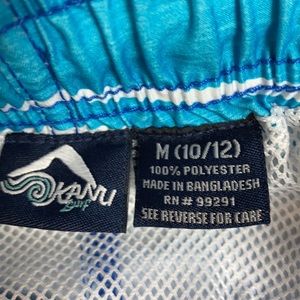 KANU
Surf
M (10/12)
100% POLYESTER
MADE IN BANGLADESH
RN# 99291
SEE REVERSE FOR CARE